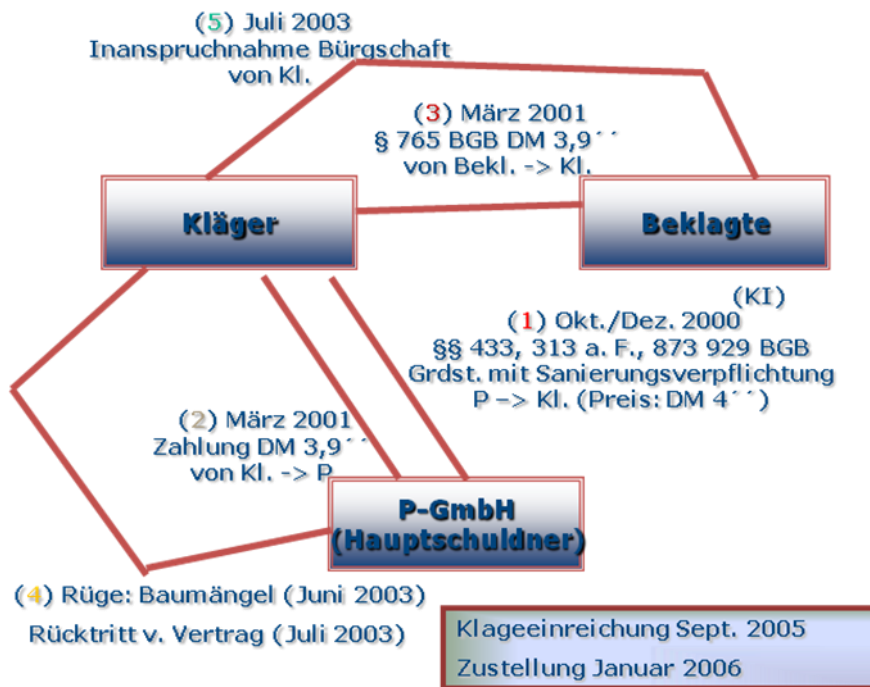 (5) Juli 2003
Inanspruchnahme Bürgschaft
von Kl.
(3) März 2001
§ 765 BGB DM 3,9´´
von Bekl. -> Kl.
Kläger
Beklagte
(KI)
(1) Okt./Dez. 2000
§§ 433, 313 a. F., 873 929 BGB
Grdst. mit Sanierungsverpflichtung
P –> Kl. (Preis: DM 4´´)
(2) März 2001
Zahlung DM 3,9´´
von Kl. -> P
P-GmbH
(Hauptschuldner)
(4) Rüge: Baumängel (Juni 2003)
Rücktritt v. Vertrag (Juli 2003)
Klageeinreichung Sept. 2005
Zustellung Januar 2006